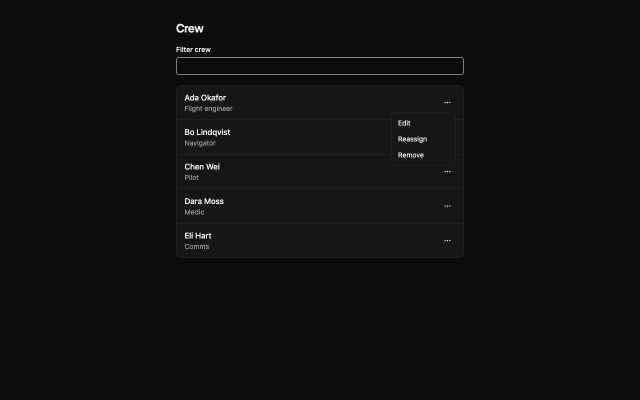 Crew
Filter crew
Ada Okafor
Flight engineer
...
Edit
Bo Lindqvist
Reassign
Navigator
Remove
Chen Wei
Pilot
...
Dara Moss
Medic
...
Eli Hart
Comms
...